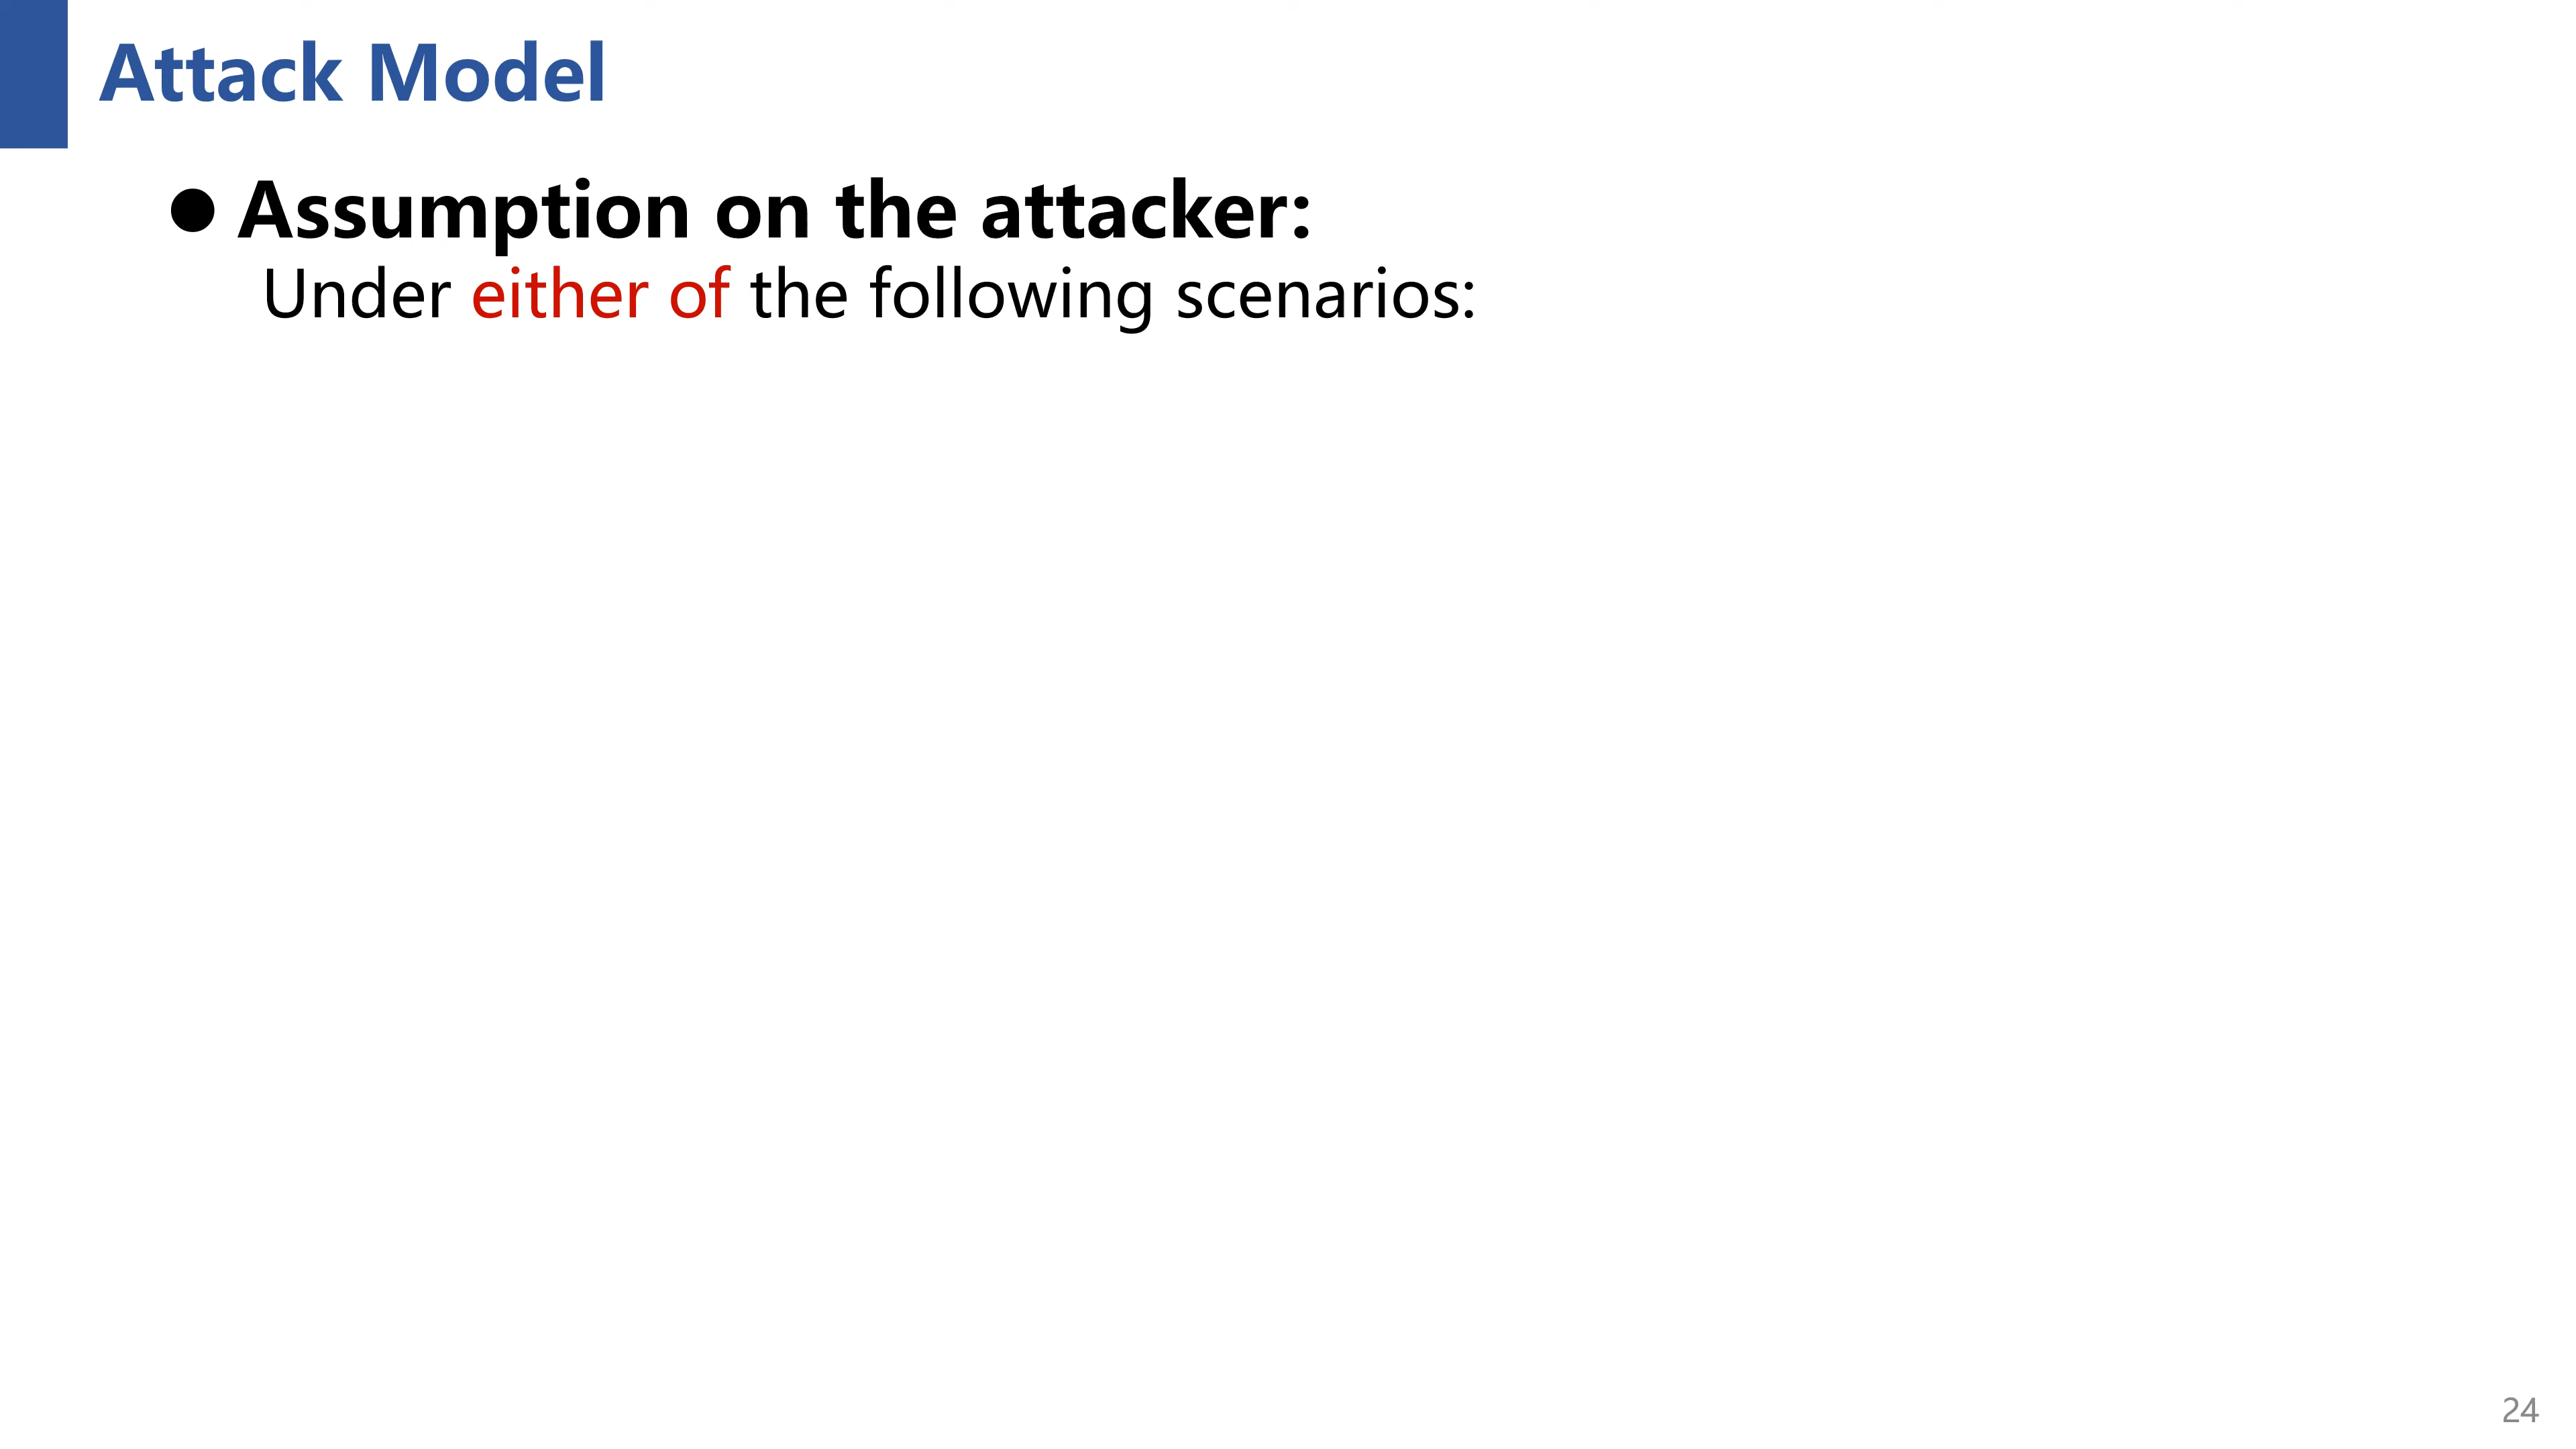 Attack Model
● Assumption on the attacker:
Under either of the following scenarios:
24